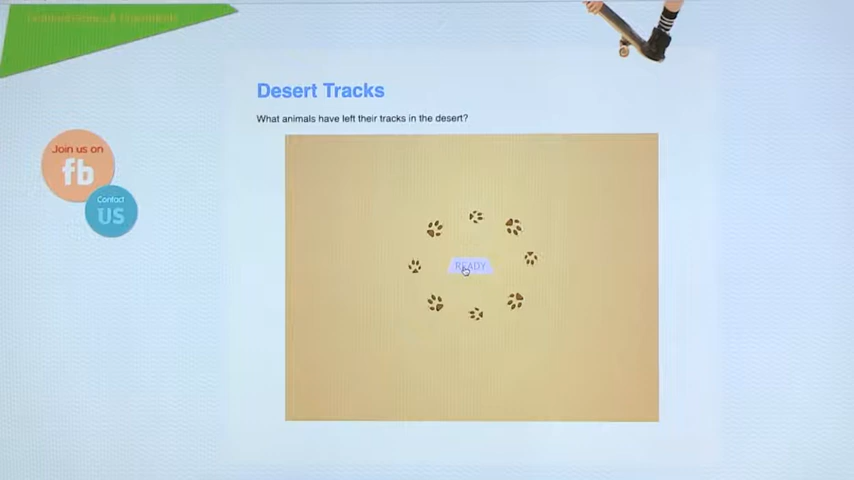 Desert Tracks
What animals have left their tracks in the desert?
Join us on
fb
Contact
US
READY